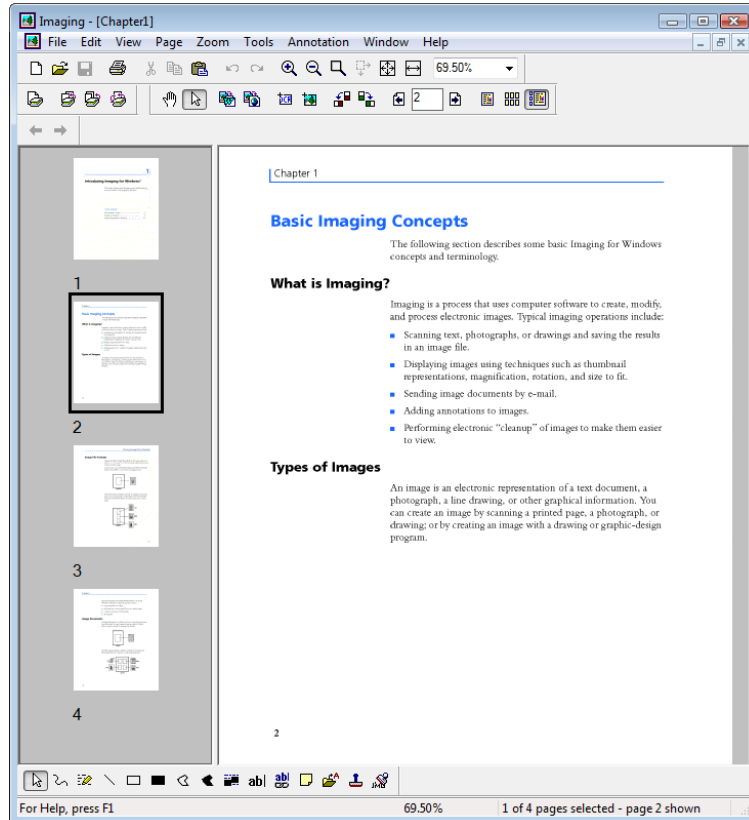 Imaging - [Chapter1]
File Edit View Page Zoom Tools Annotation Window Help
69.50%
2
1
Introducing Imaging for Windows
1
2
3
4
Chapter 1
Basic Imaging Concepts
The following section describes some basic Imaging for Windows
concepts and terminology.
What is Imaging?
Imaging is a process that uses computer software to create, modify,
and process electronic images. Typical imaging operations include:
Scanning text, photographs, or drawings and saving the results
in an image file.
Displaying images using techniques such as thumbnail
representations, magnification, rotation, and size to fit.
Sending image documents by e-mail.
Adding annotations to images.
Performing electronic “cleanup” of images to make them easier
to view.
Types of Images
An image is an electronic representation of a text document, a
photograph, a line drawing, or other graphical information. You
can create an image by scanning a printed page, a photograph, or
drawing; or by creating an image with a drawing or graphic-design
program.
2
ab| ab|
For Help, press F1 69.50% 1 of 4 pages selected - page 2 shown